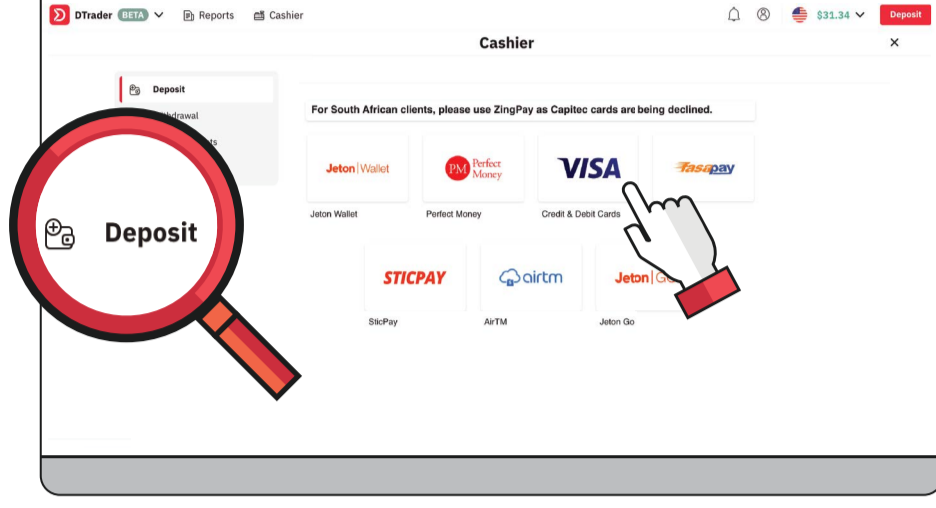 DTrader BETA Reports Cashier $31.34 Deposit
Cashier
Deposit
For South African clients, please use ZingPay as Capitec cards are being declined.
Jeton Wallet PM Perfect Money VISA
Jeton Wallet Perfect Money Credit & Debit Cards
Deposit
STICPAY airtm Jeton
SticPay AirTM Jeton Go